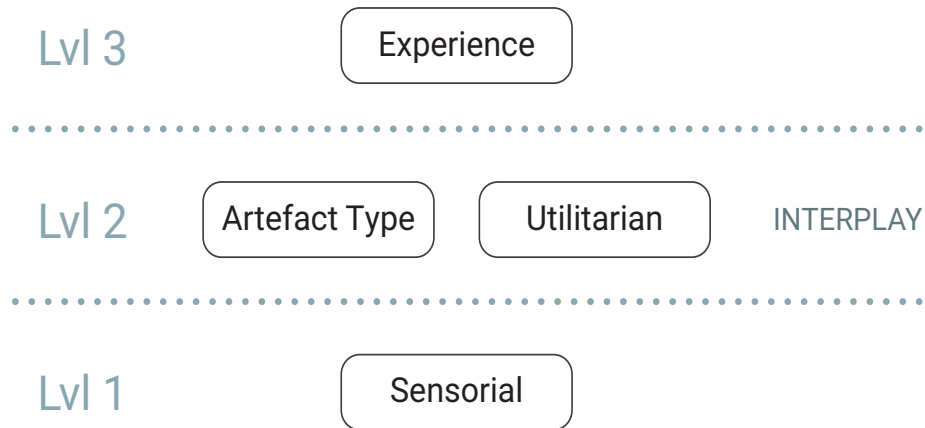 Lvl 3
Experience
Lvl 2
Artefact Type
Utilitarian
INTERPLAY
Lvl 1
Sensorial